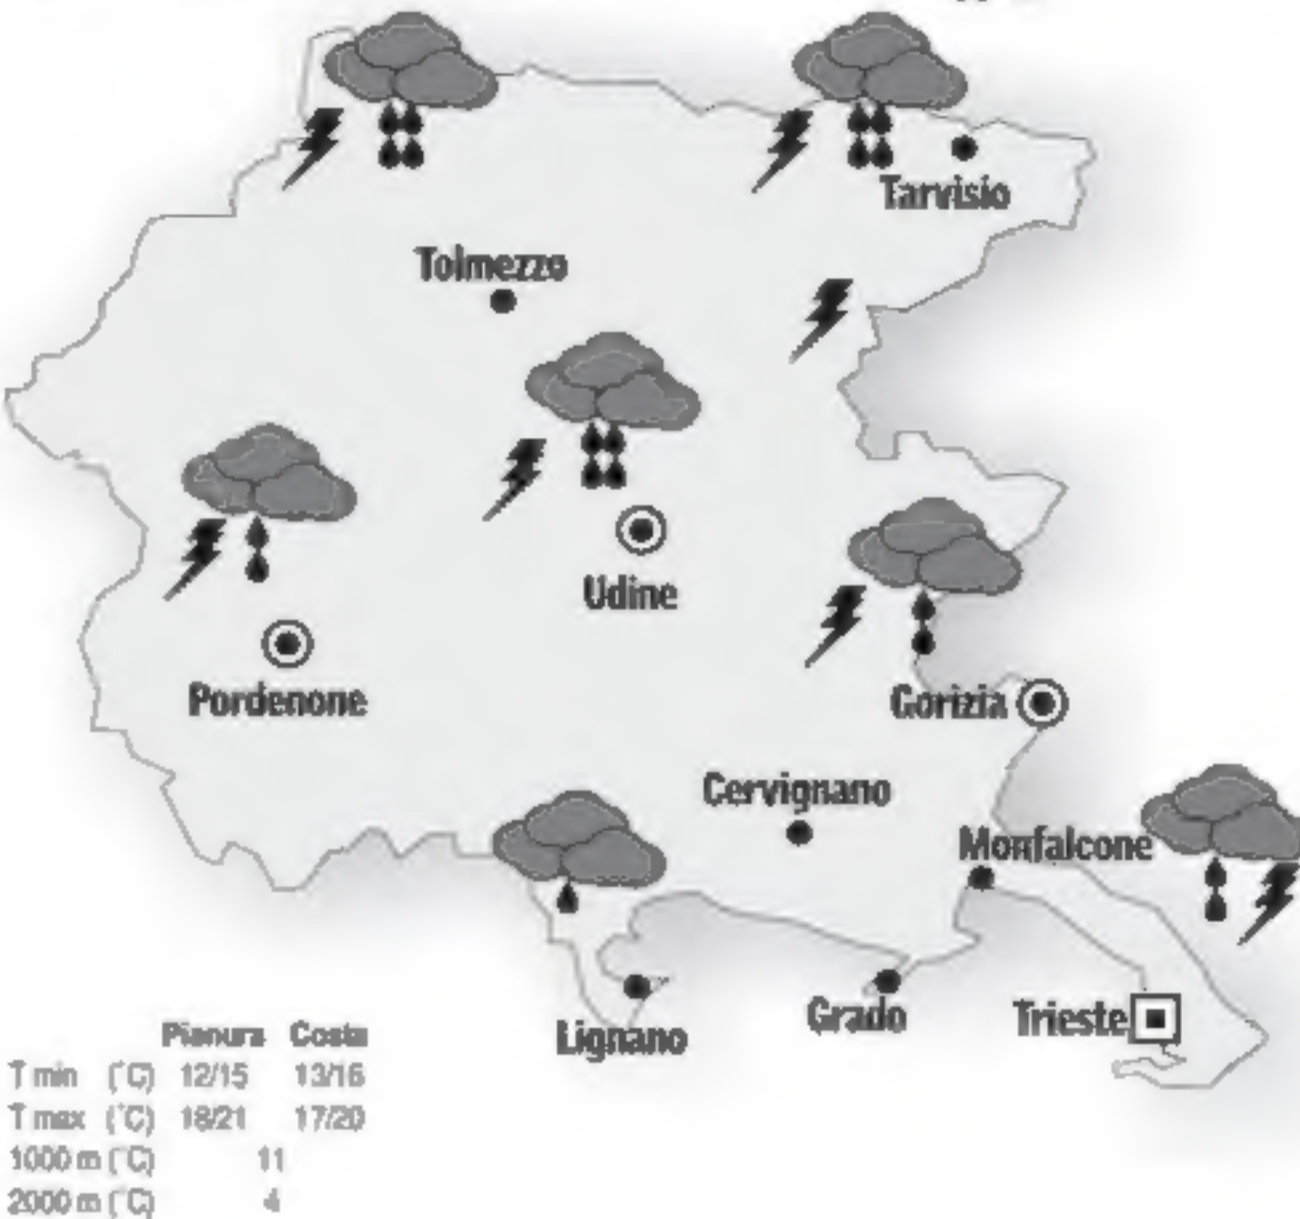 Tarvisio
Tolmezzo
Udine
Pordenone
Gorizia
Cervignano
Monfalcone
Grado
Trieste
Lignano
Pianura Costa
T min (°C) 12/15 13/16
T max (°C) 18/21 17/20
1000 m (°C) 11
2000 m (°C) 4